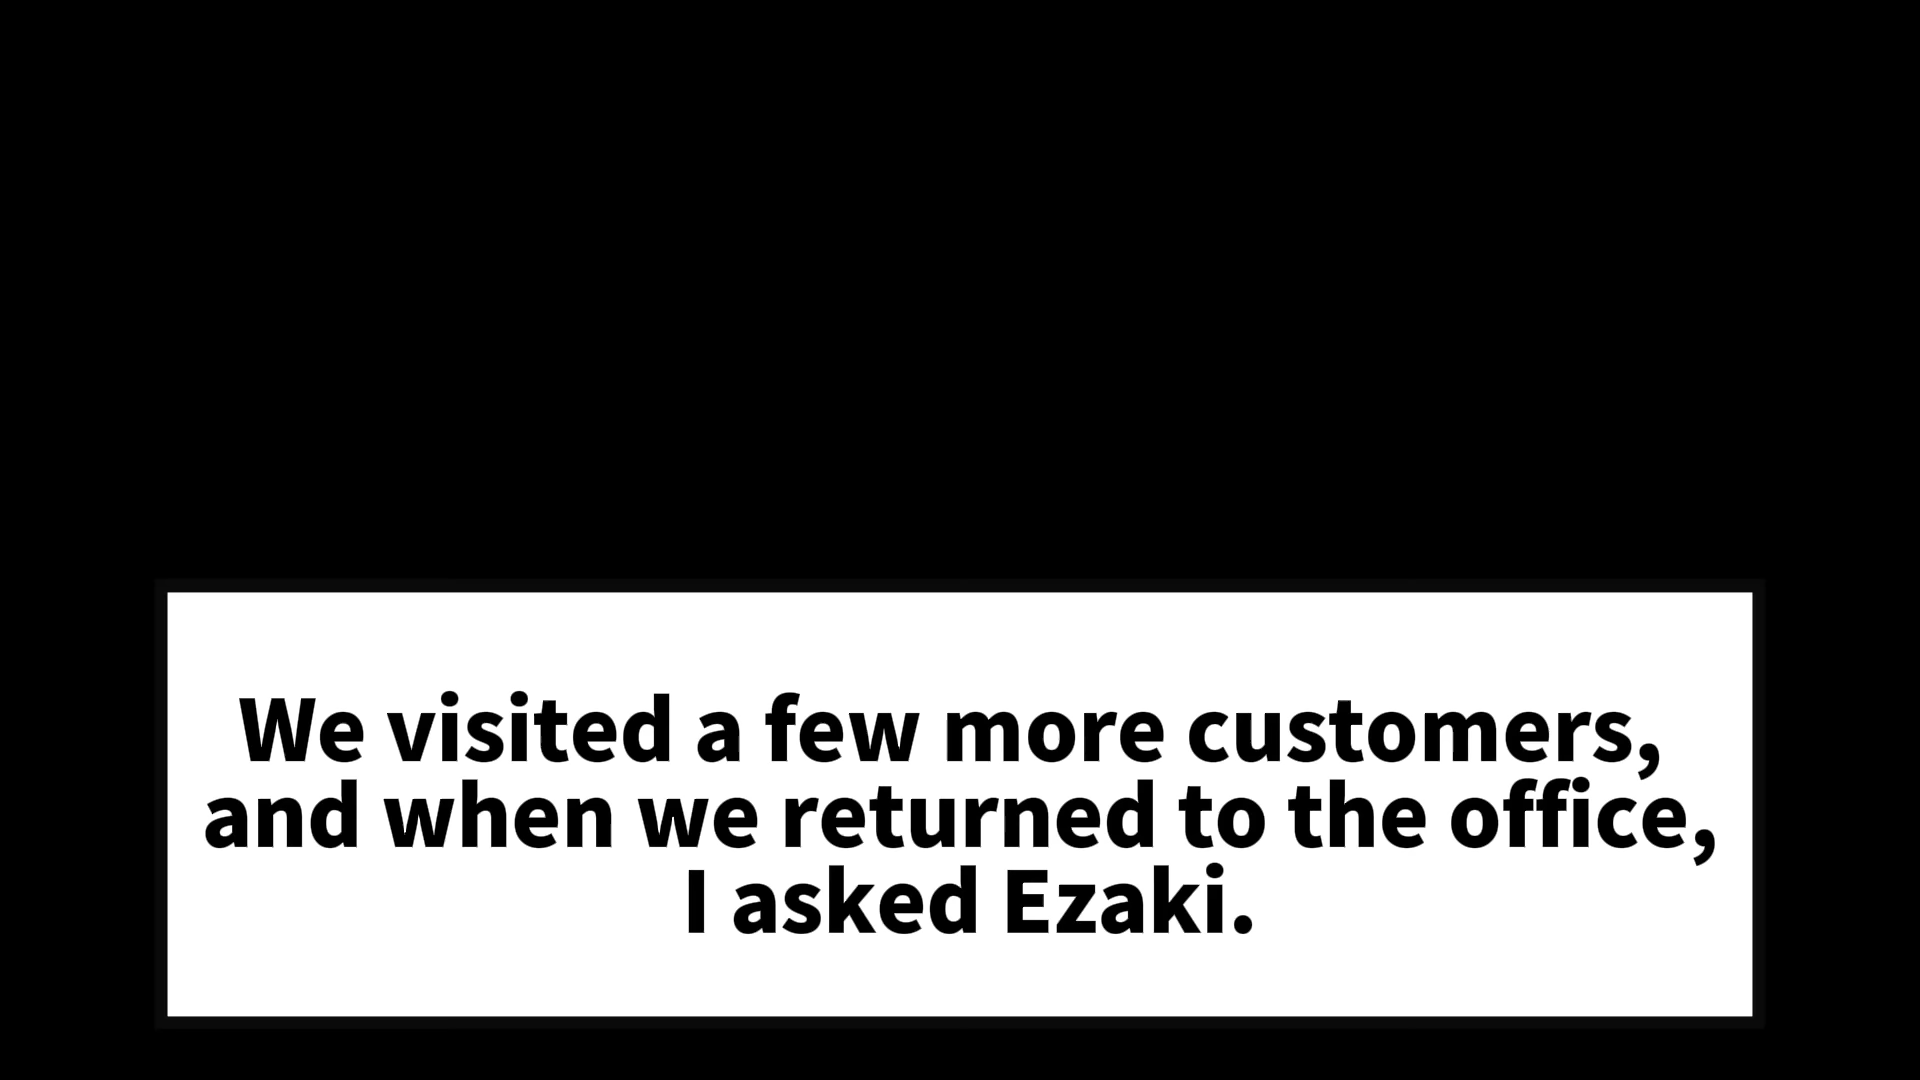 We visited a few more customers,
and when we returned to the office,
I asked Ezaki.